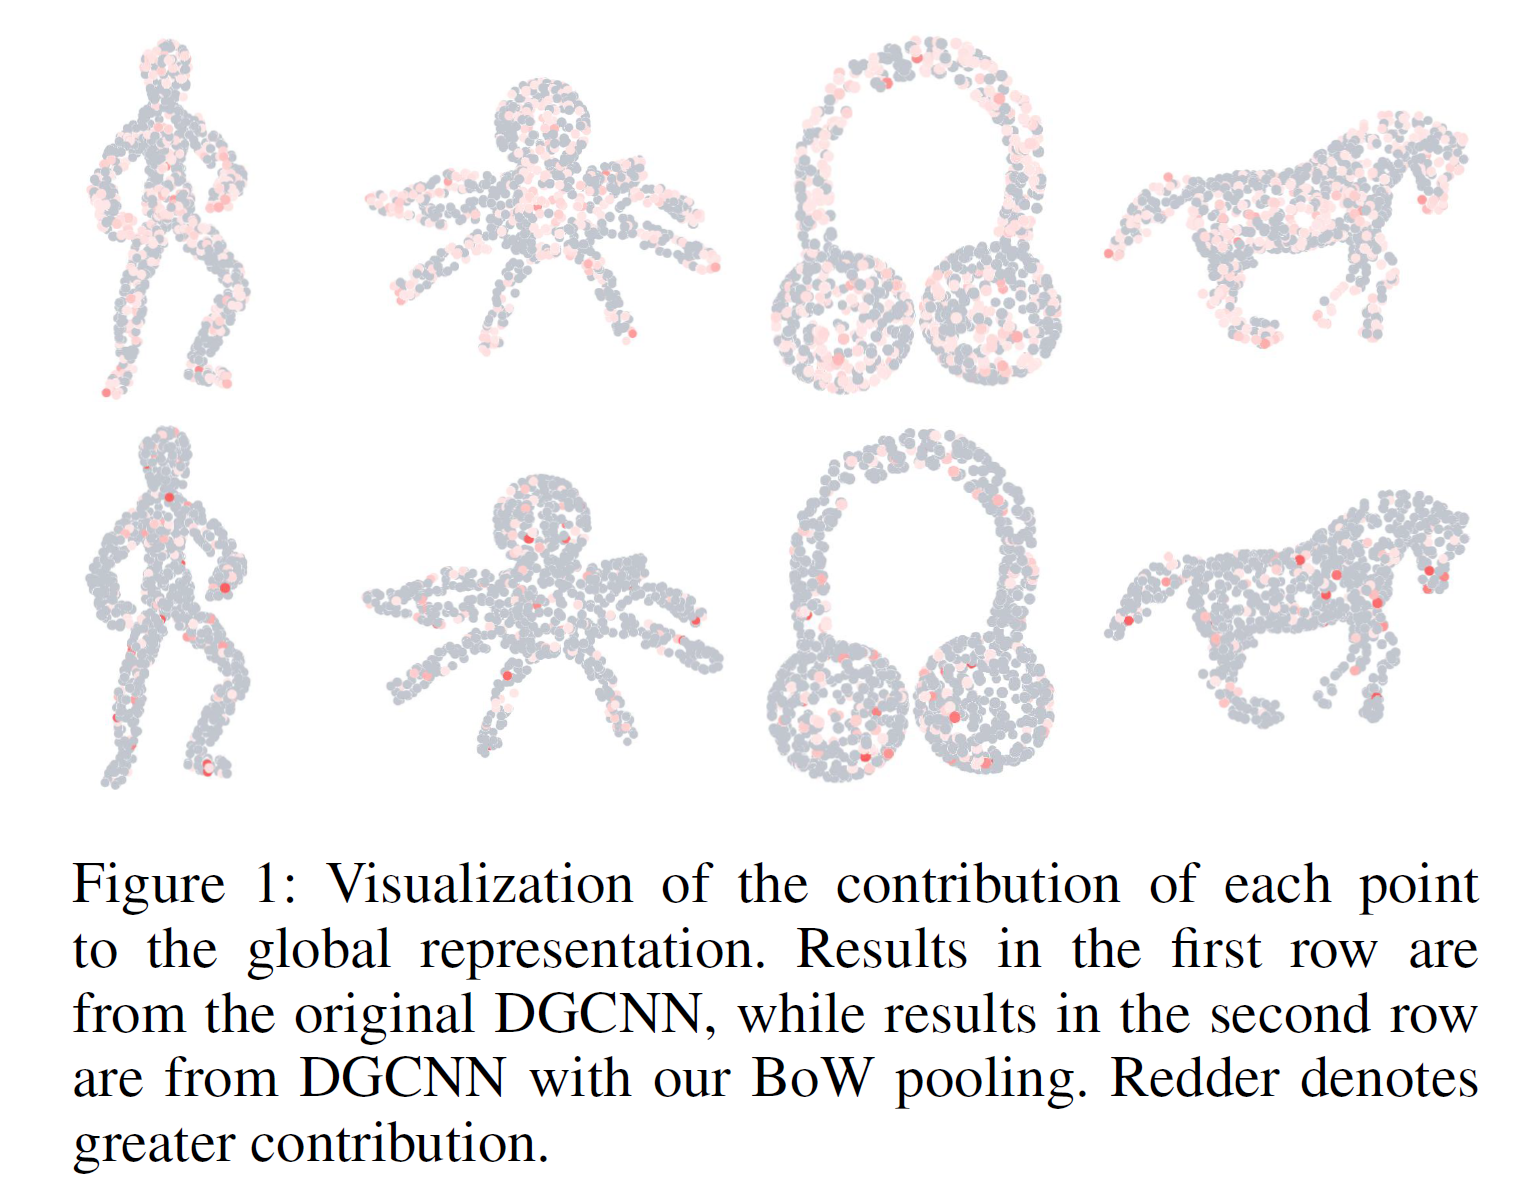 Figure 1: Visualization of the contribution of each point
to the global representation. Results in the first row are
from the original DGCNN, while results in the second row
are from DGCNN with our BoW pooling. Redder denotes
greater contribution.